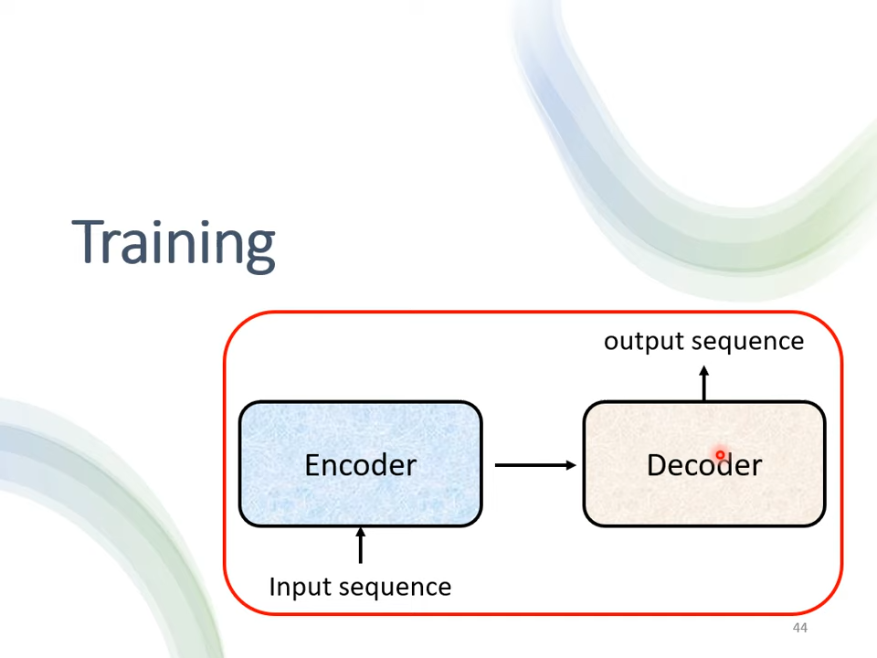 Training
output sequence
Encoder
Decoder
Input sequence
44